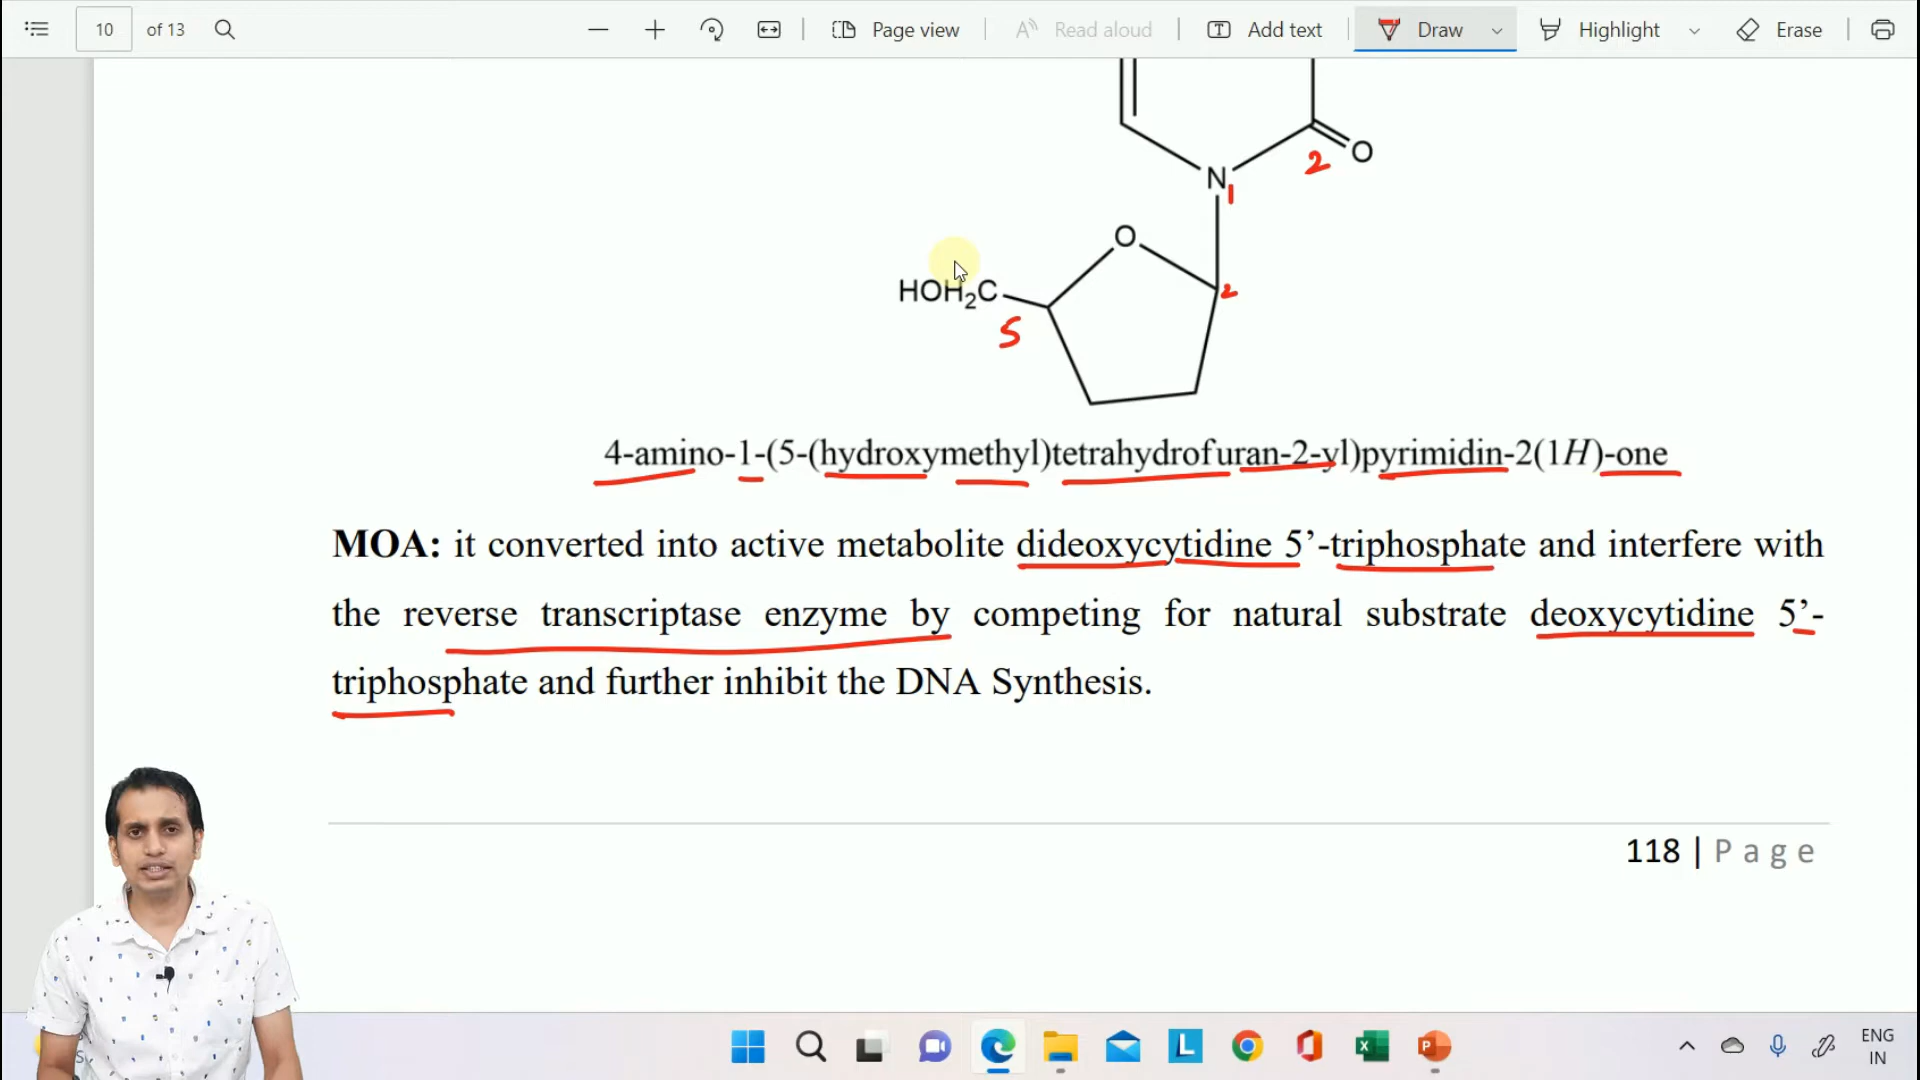 10 of 13 Page view Read aloud Add text Draw Highlight Erase
O
2
N
1
O
HOH₂C
2
5
4-amino-1-(5-(hydroxymethyl)tetrahydrofuran-2-yl)pyrimidin-2(1H)-one
MOA: it converted into active metabolite dideoxycytidine 5’-triphosphate and interfere with
the reverse transcriptase enzyme by competing for natural substrate deoxycytidine 5’-
triphosphate and further inhibit the DNA Synthesis.
118 | Page
ENG
IN